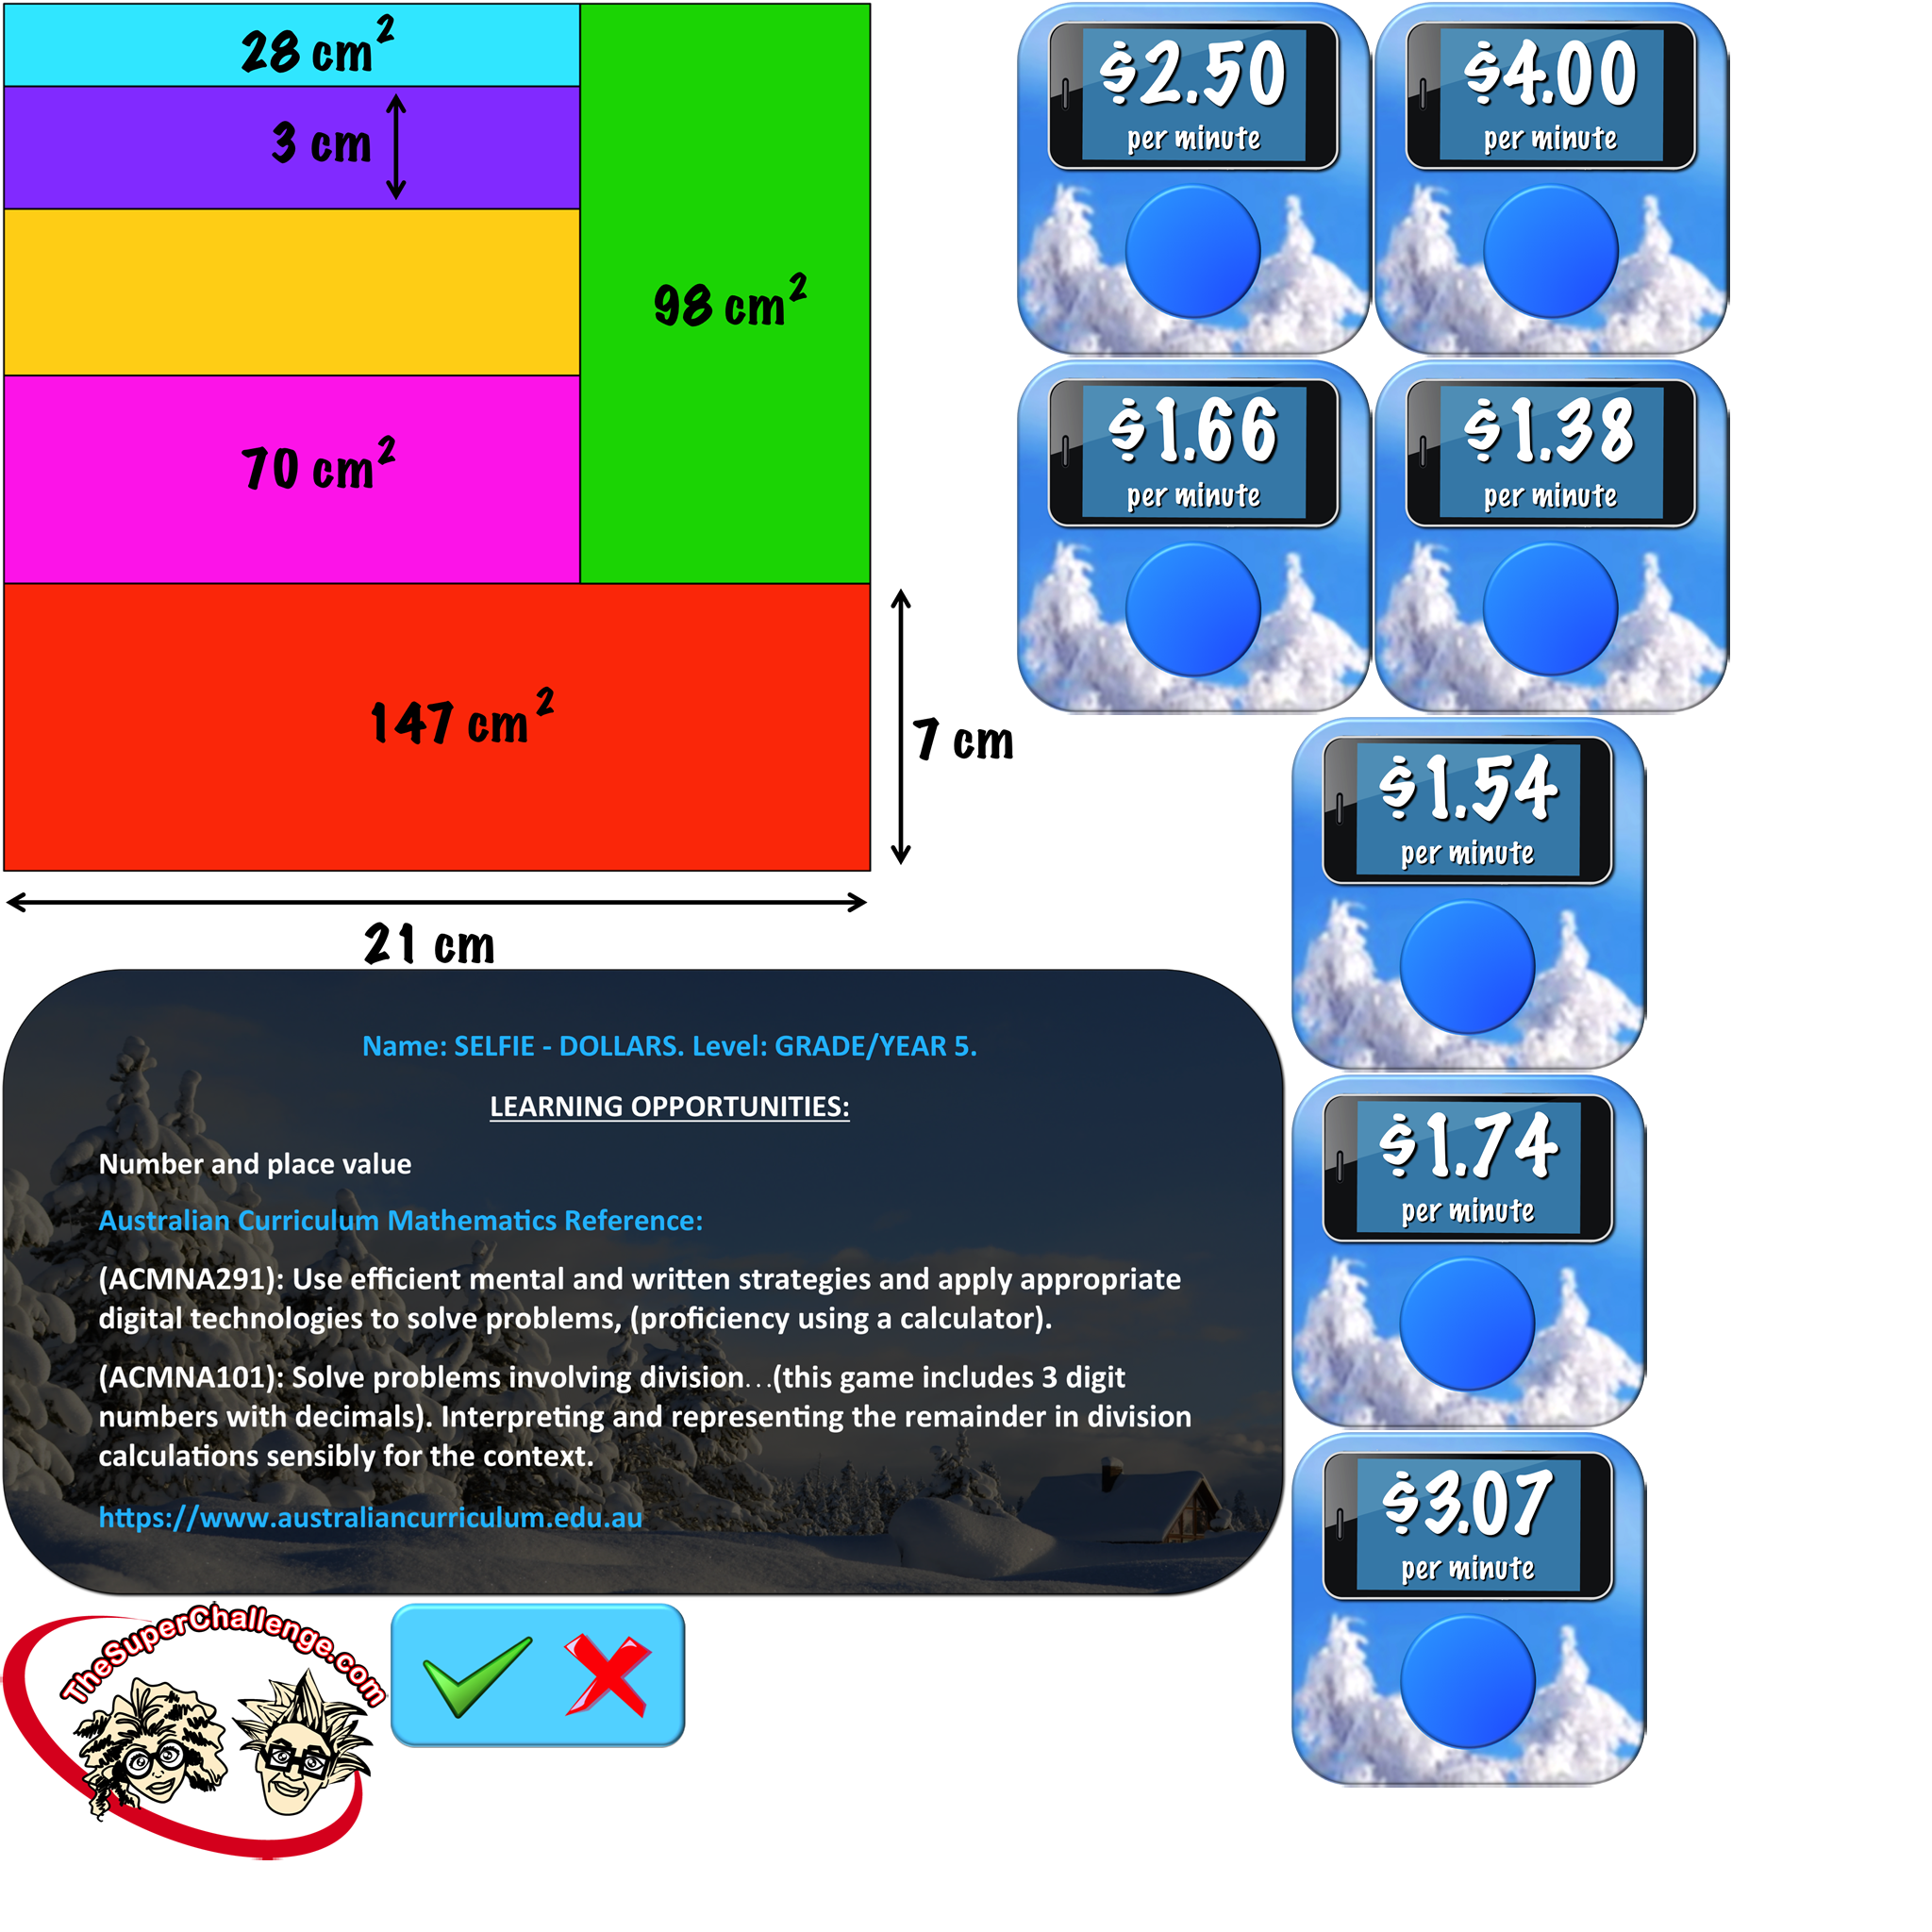 28 cm²
3 cm
98 cm²
70 cm²
147 cm²
7 cm
21 cm
$2.50
per minute
$4.00
per minute
$1.66
per minute
$1.38
per minute
$1.54
per minute
$1.74
per minute
$3.07
per minute
Name: SELFIE - DOLLARS. Level: GRADE/YEAR 5.
LEARNING OPPORTUNITIES:
Number and place value
Australian Curriculum Mathematics Reference:
(ACMNA291): Use efficient mental and written strategies and apply appropriate
digital technologies to solve problems, (proficiency using a calculator).
(ACMNA101): Solve problems involving division…(this game includes 3 digit
numbers with decimals). Interpreting and representing the remainder in division
calculations sensibly for the context.
https://www.australiancurriculum.edu.au
TheSuperChallenge.com